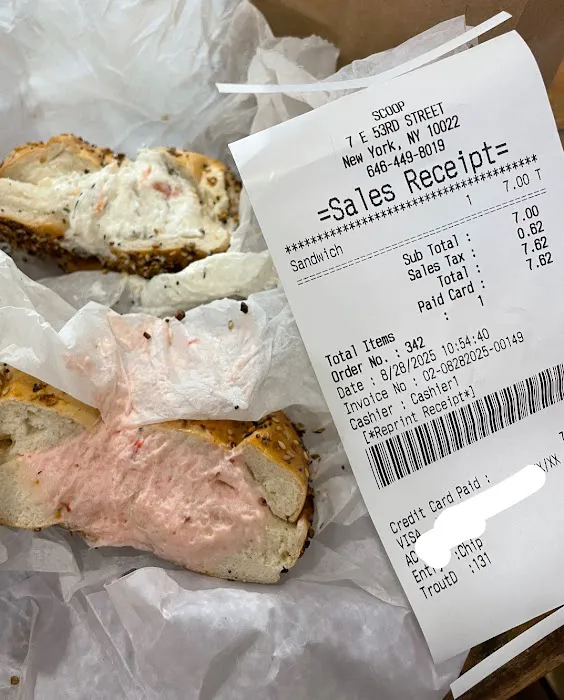 SCOOP
7 E 53RD STREET
New York, NY 10022
646-449-8019
=Sales Receipt=
****************************************
Sandwich 1 7.00 T
Sub Total : 7.00
Sales Tax : 0.62
Total : 7.62
Paid Card : 7.62
Total Items : 1
Order No. : 342
Date : 8/28/2025 10:54:40
Invoice No : 02-08282025-00149
Cashier : Cashier1
[*Reprint Receipt*]
Credit Card Paid :
VISA
Entry :Chip
TroutD :131